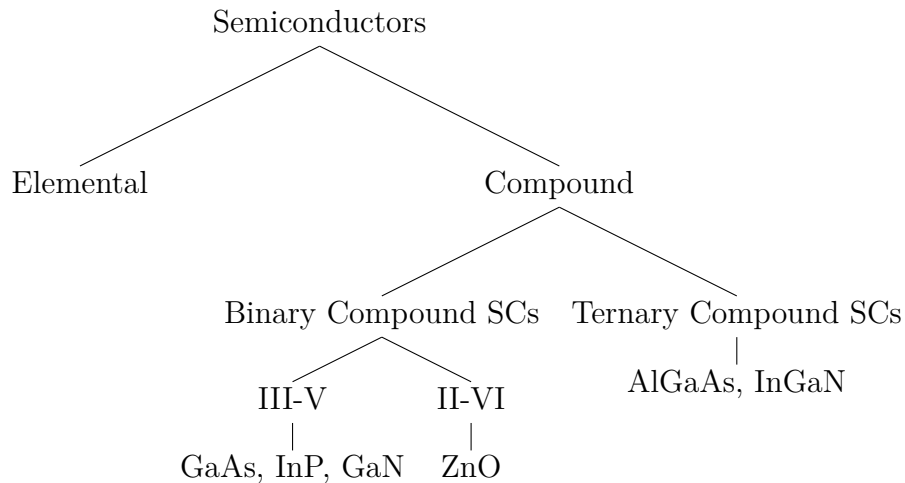 Semiconductors
Elemental
Compound
Binary Compound SCs
Ternary Compound SCs
AlGaAs, InGaN
III-V
II-VI
GaAs, InP, GaN
ZnO